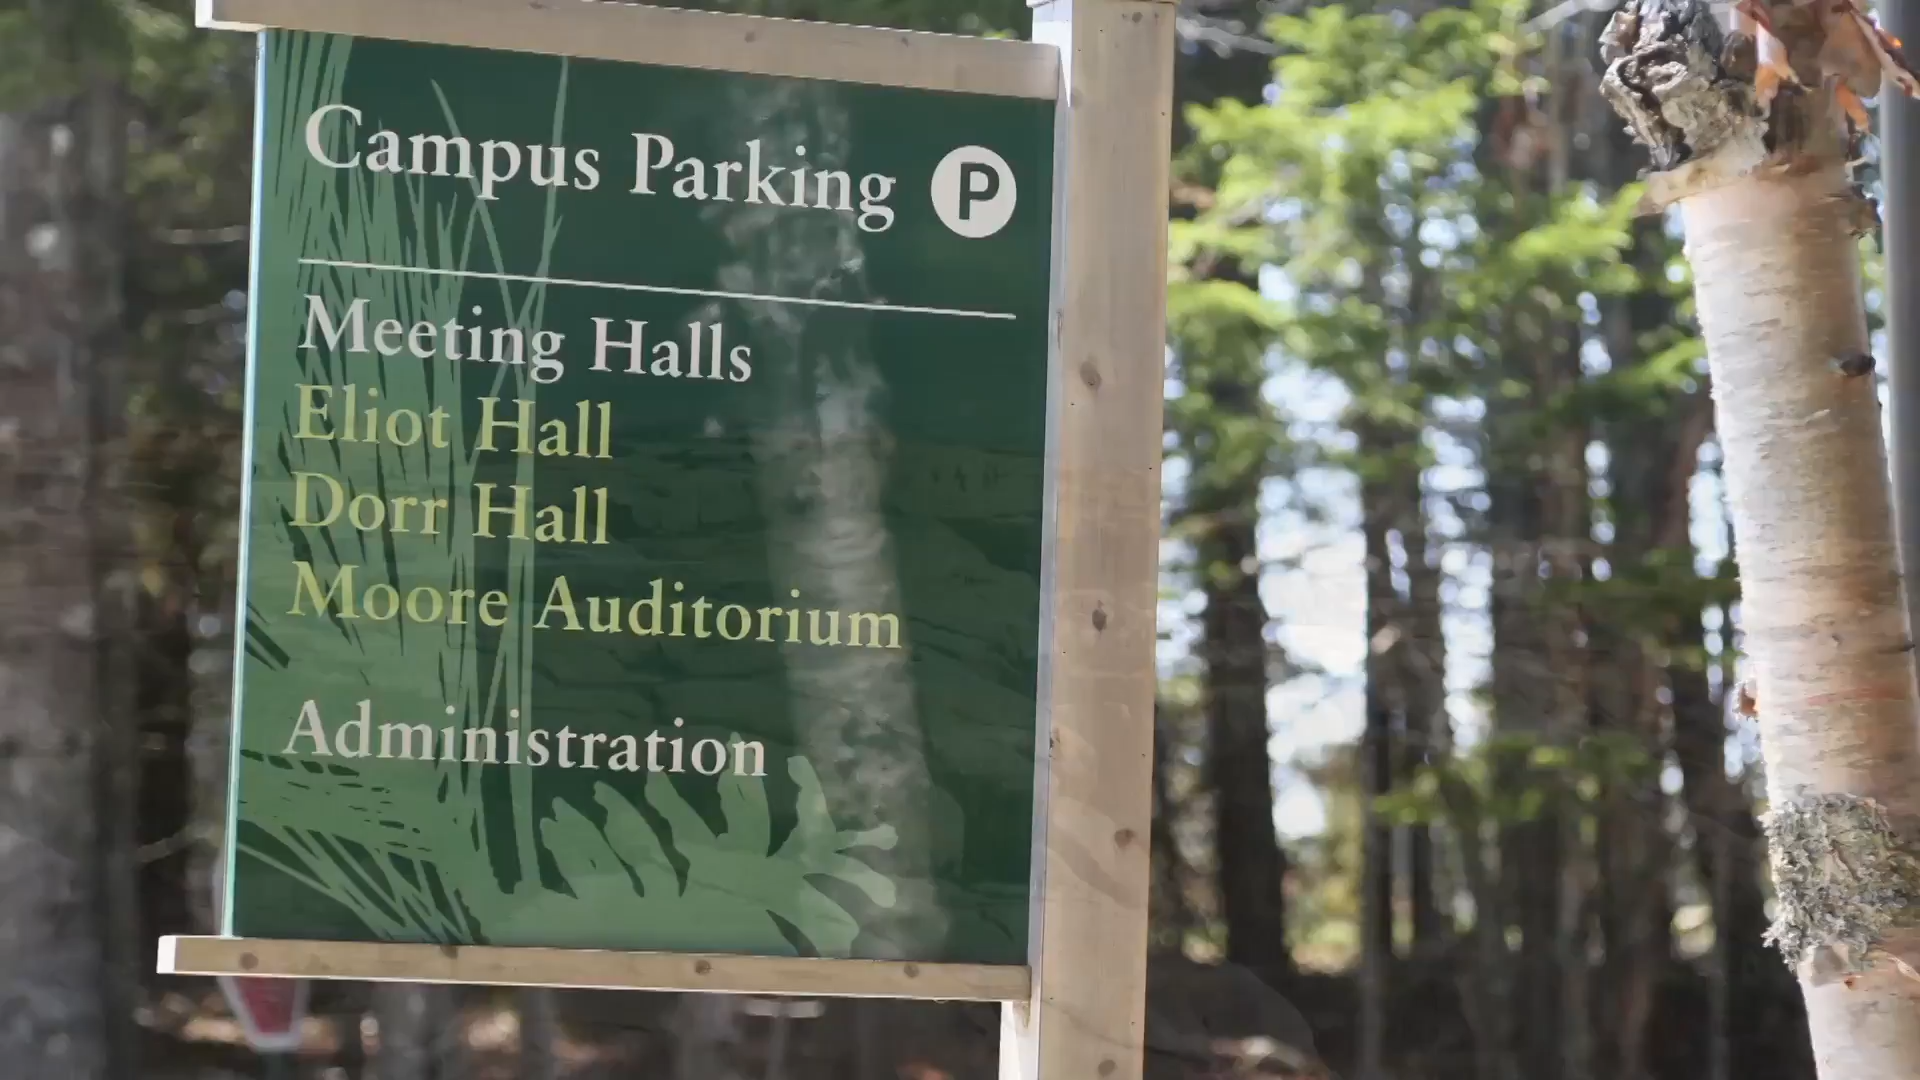 Campus Parking P
Meeting Halls
Eliot Hall
Dorr Hall
Moore Auditorium
Administration